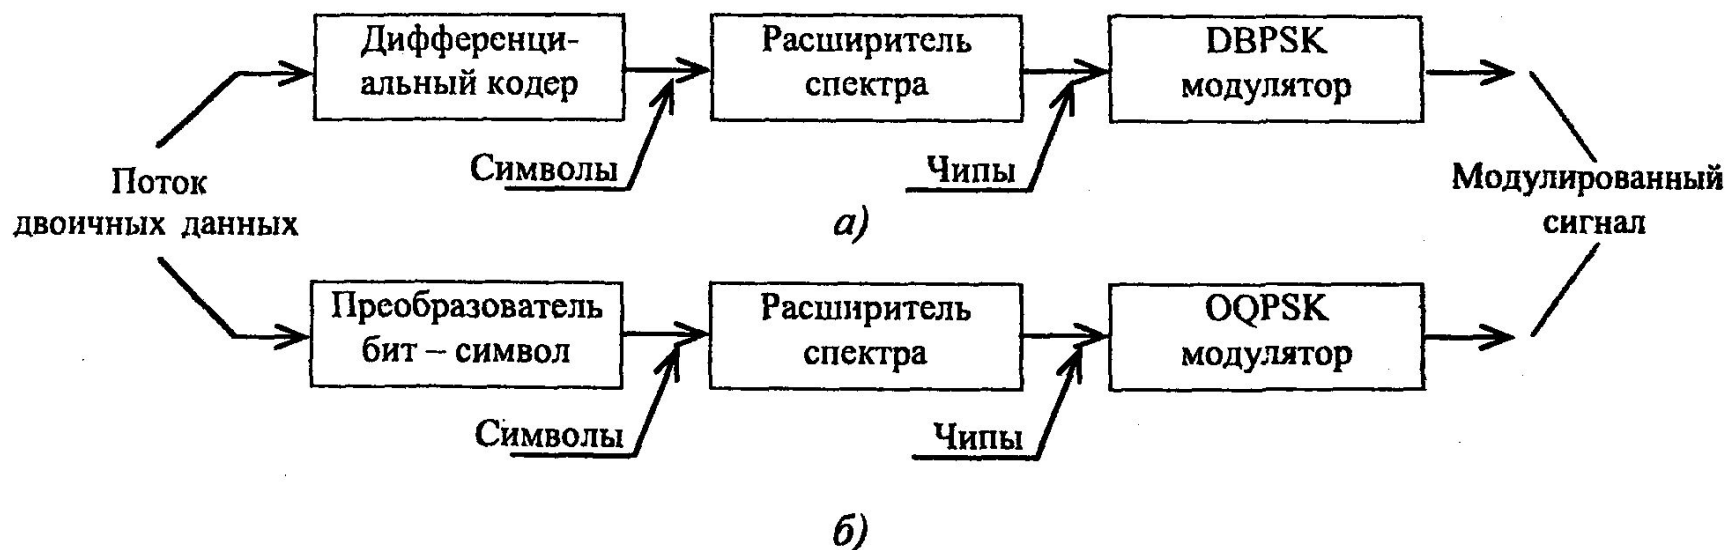 Дифференци-
альный кодер
Расширитель
спектра
DBPSK
модулятор
Символы
Чипы
Поток
двоичных данных
Модулированный
сигнал
а)
Преобразователь
бит – символ
Расширитель
спектра
OQPSK
модулятор
Символы
Чипы
б)